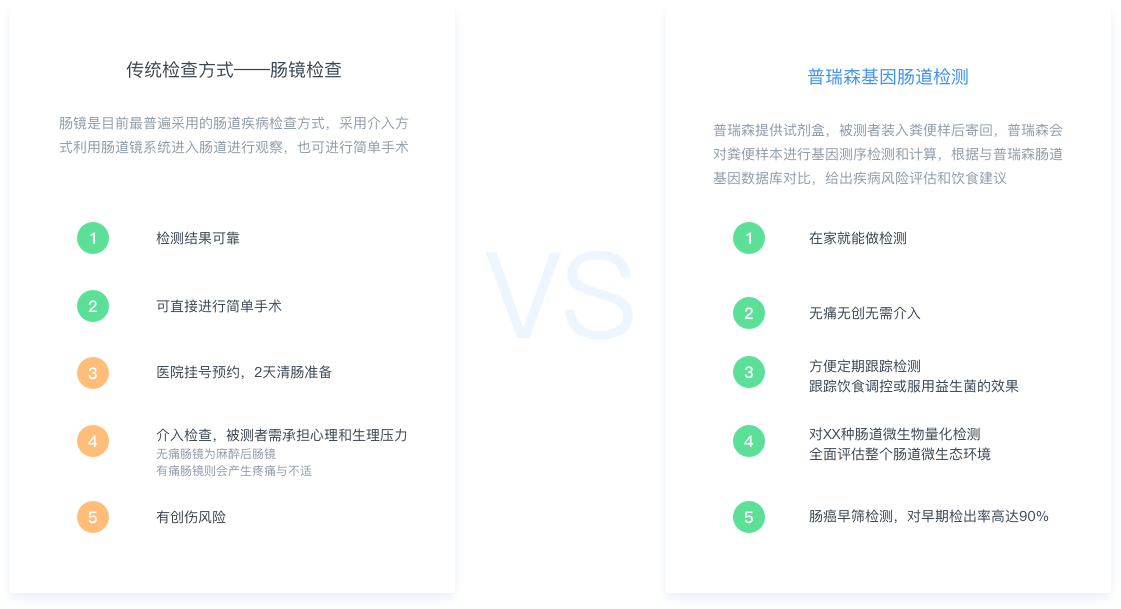 传统检查方式——肠镜检查
肠镜是目前最普遍采用的肠道疾病检查方式，采用介入方
式利用肠道镜系统进入肠道进行观察，也可进行简单手术
1 检测结果可靠
2 可直接进行简单手术
3 医院挂号预约，2天清肠准备
4 介入检查，被测者需承担心理和生理压力
无痛肠镜为麻醉后肠镜
有痛肠镜则会产生疼痛与不适
5 有创伤风险
VS
普瑞森基因肠道检测
普瑞森提供试剂盒，被测者装入粪便样后寄回，普瑞森会
对粪便样本进行基因测序检测和计算，根据与普瑞森肠道
基因数据库对比，给出疾病风险评估和饮食建议
1 在家就能做检测
2 无痛无创无需介入
3 方便定期跟踪检测
跟踪饮食调控或服用益生菌的效果
4 对XX种肠道微生物量化检测
全面评估整个肠道微生态环境
5 肠癌早筛检测，对早期检出率高达90%